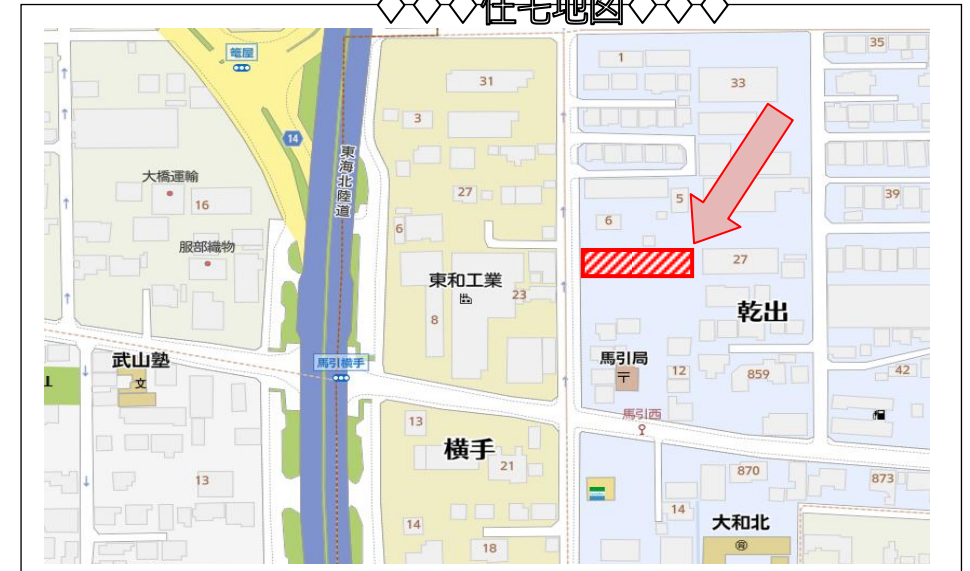 ◇◇◇住宅地図◇◇◇
篭屋
14
東海北陸道
大橋運輸
16
服部織物
武山塾
文
13
馬引横手
31
3
27
6
東和工業
23
8
13
横手
21
14
18
1
33
35
5
6
39
27
乾出
馬引局
〒
12
859
42
馬引西
870
873
14
大和北